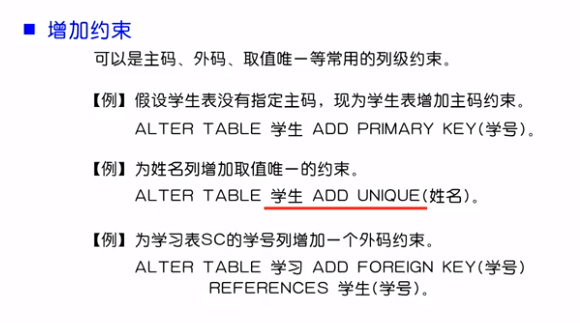 ■ 增加约束
可以是主码、外码、取值唯一等常用的列级约束。
【例】假设学生表没有指定主码，现为学生表增加主码约束。
ALTER TABLE 学生 ADD PRIMARY KEY(学号)。
【例】为姓名列增加取值唯一的约束。
ALTER TABLE 学生 ADD UNIQUE(姓名)。
【例】为学习表SC的学号列增加一个外码约束。
ALTER TABLE 学习 ADD FOREIGN KEY(学号)
REFERENCES 学生(学号)。